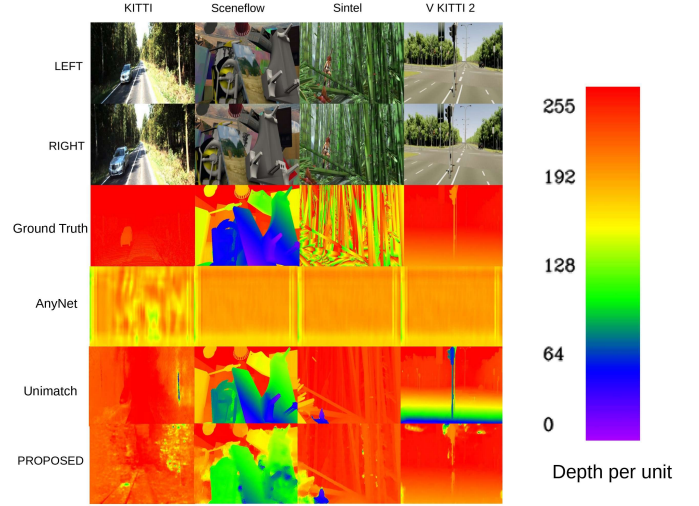 KITTI Sceneflow Sintel V KITTI 2
LEFT
RIGHT
Ground Truth
AnyNet
Unimatch
PROPOSED
255
192
128
64
0
Depth per unit